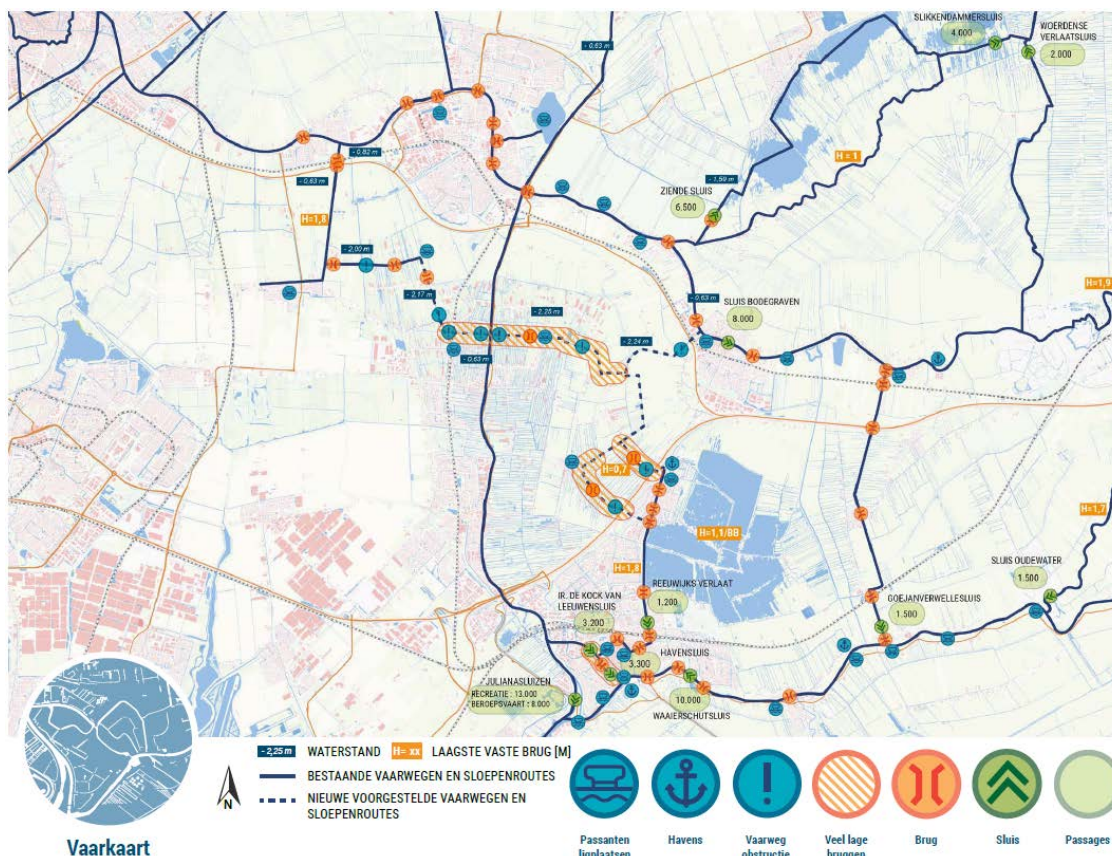 SLIKKENDAMMERSLUIS
4.000
WOERDENSE
VERLAATSLUIS
2.000
- 0,63 m
- 0,82 m
- 0,63 m
H=1,8
- 1,59 m
H = 1
ZIENDE SLUIS
6.500
- 2,00 m
- 2,17 m
- 2,25 m
- 0,63 m
- 2,24 m
- 0,63 m
SLUIS BODEGRAVEN
8.000
H=1,9
H=0,7
H=1,1/BB
H=1,8
H=1,7
SLUIS OUDEWATER
1.500
REEUWIJKS VERLAAT
1.200
IR. DE KOCK VAN
LEEUWENSLUIS
3.200
GOEJANVERWELLESLUIS
1.500
HAVENSLUIS
3.300
JULIANASLUIZEN
RECREATIE : 13.000
BEROEPSVAART : 8.000
10.000
WAAIERSCHUTSLUIS
- 2,25 m WATERSTAND H= xx LAAGSTE VASTE BRUG [M]
BESTAANDE VAARWEGEN EN SLOEPENROUTES
NIEUWE VOORGESTELDE VAARWEGEN EN
SLOEPENROUTES
N
Vaarkaart
Passanten
ligplaatsen
Havens
Vaarweg
obstructie
Veel lage
bruggen
Brug
Sluis
Passages